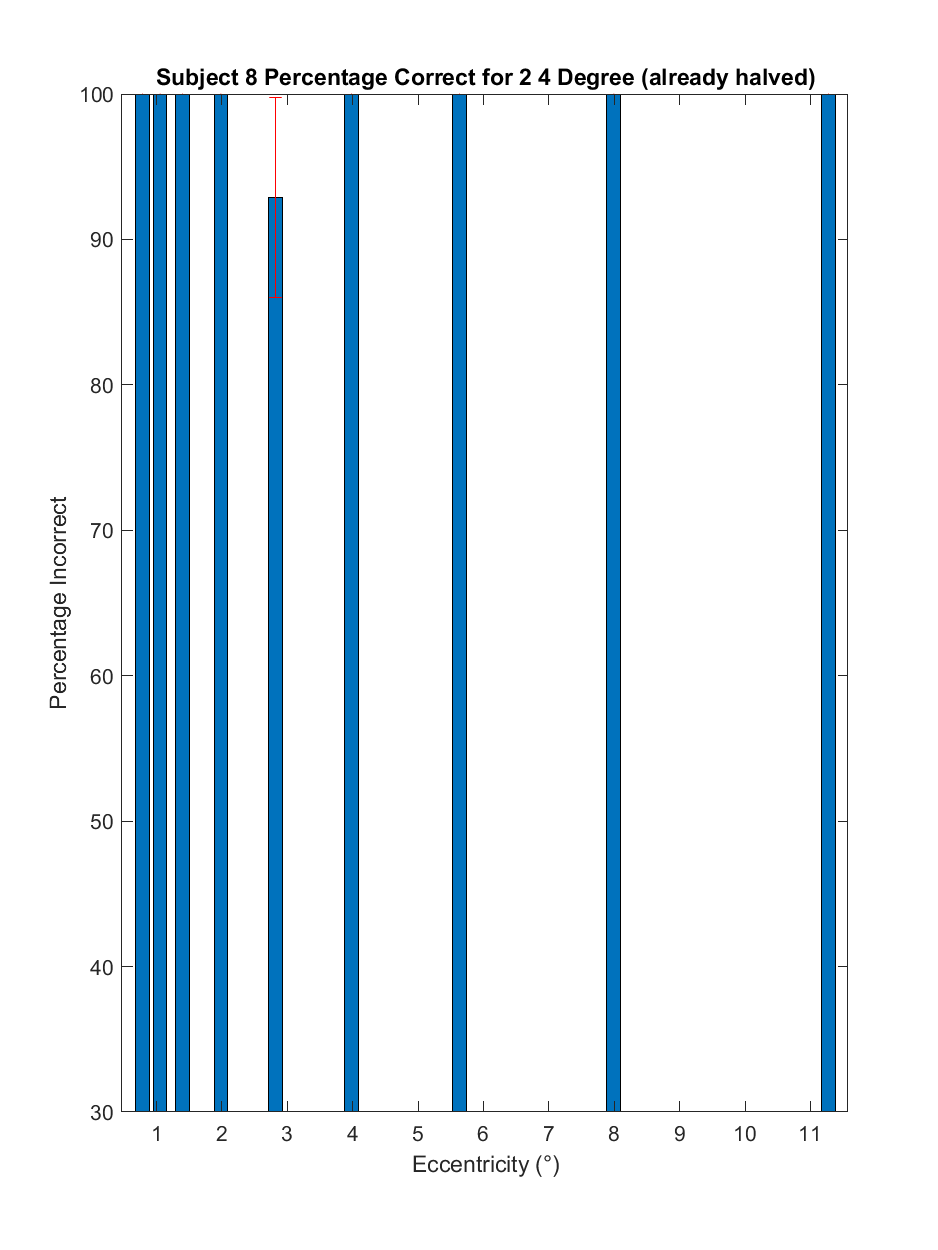 Subject 8 Percentage Correct for 2 4 Degree (already halved)
100
90
80
70
60
50
40
30
Percentage Incorrect
1 2 3 4 5 6 7 8 9 10 11
Eccentricity (°)